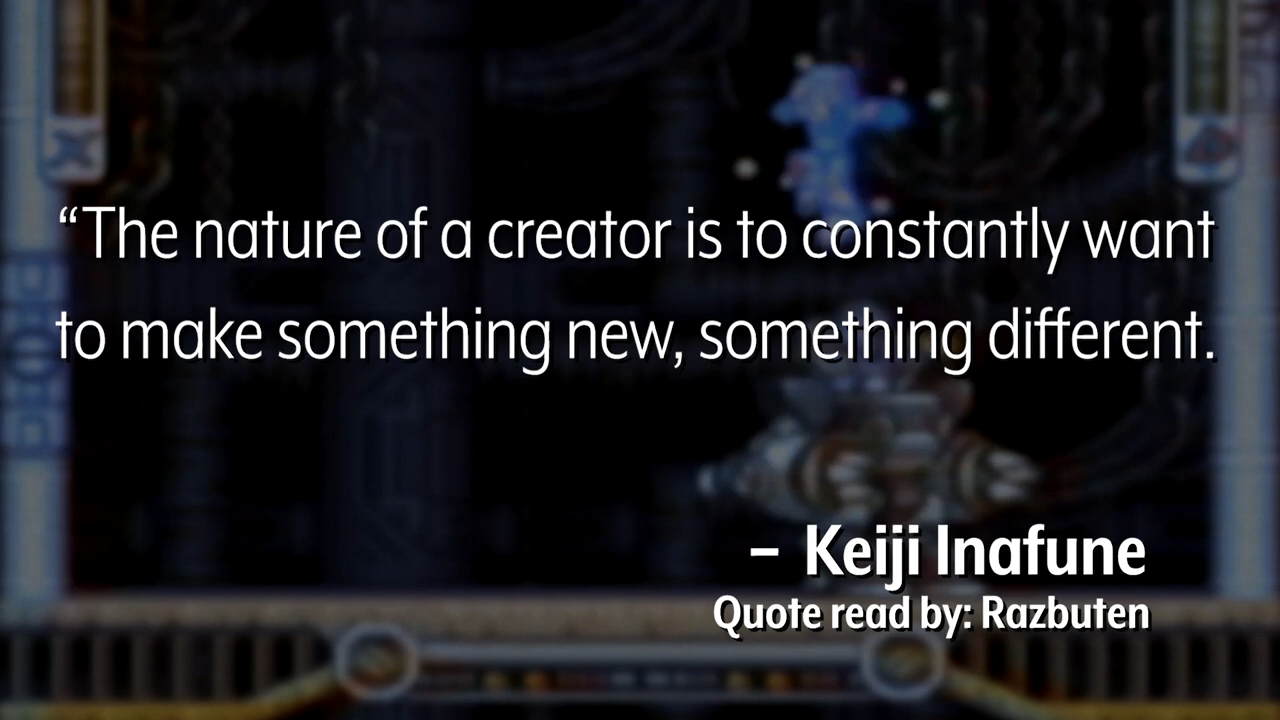 “The nature of a creator is to constantly want
to make something new, something different.
– Keiji Inafune
Quote read by: Razbuten